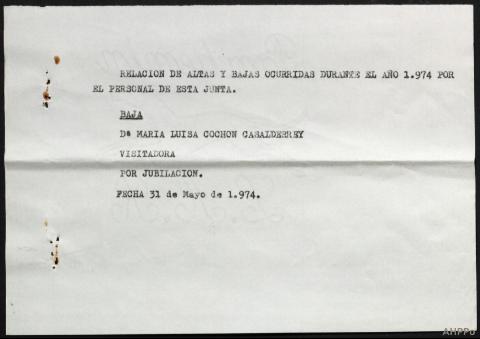 RELACION DE ALTAS Y BAJAS OCURRIDAS DURANTE EL AÑO 1.974 POR
EL PERSONAL DE ESTA JUNTA.
BAJA
Dª MARIA LUISA COCHON CASALDERREY
VISITADORA
POR JUBILACION.
FECHA 31 de Mayo de 1.974.
AHPPo